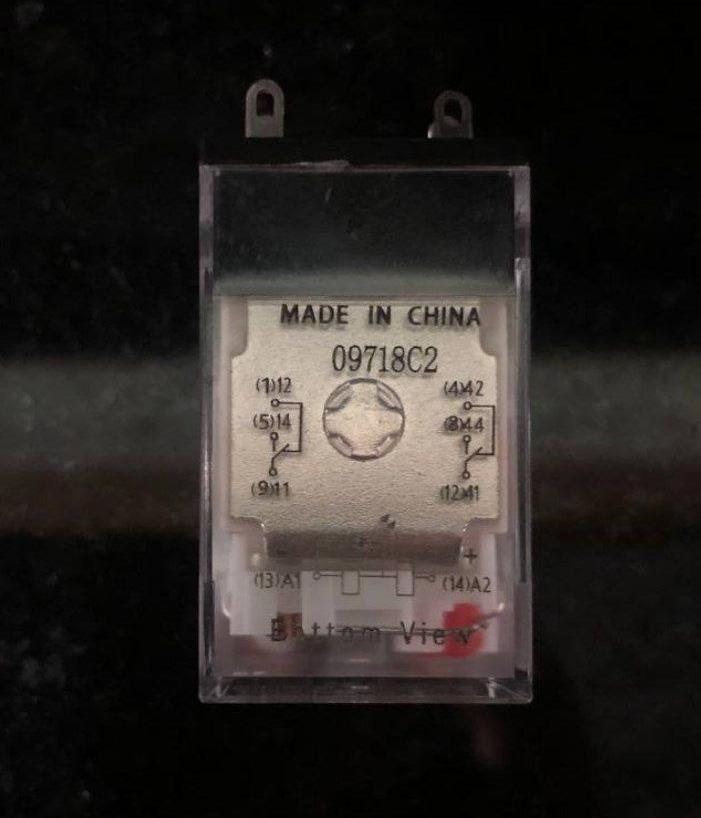 MADE IN CHINA
09718C2
(1)12 (4)42
(5)14 (8)44
(9)11 (12)41
+
(13)A1 (14)A2
Bottom View